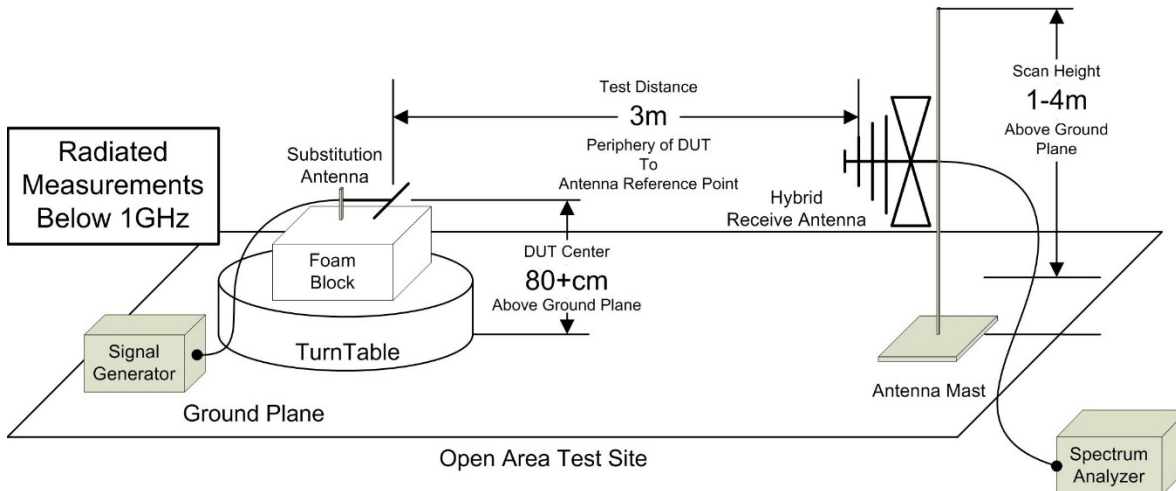 Radiated
Measurements
Below 1GHz
Substitution
Antenna
Test Distance
3m
Periphery of DUT
To
Antenna Reference Point
Scan Height
1-4m
Above Ground
Plane
Hybrid
Receive Antenna
Foam
Block
DUT Center
80+cm
Above Ground Plane
TurnTable
Signal
Generator
Ground Plane
Antenna Mast
Open Area Test Site
Spectrum
Analyzer